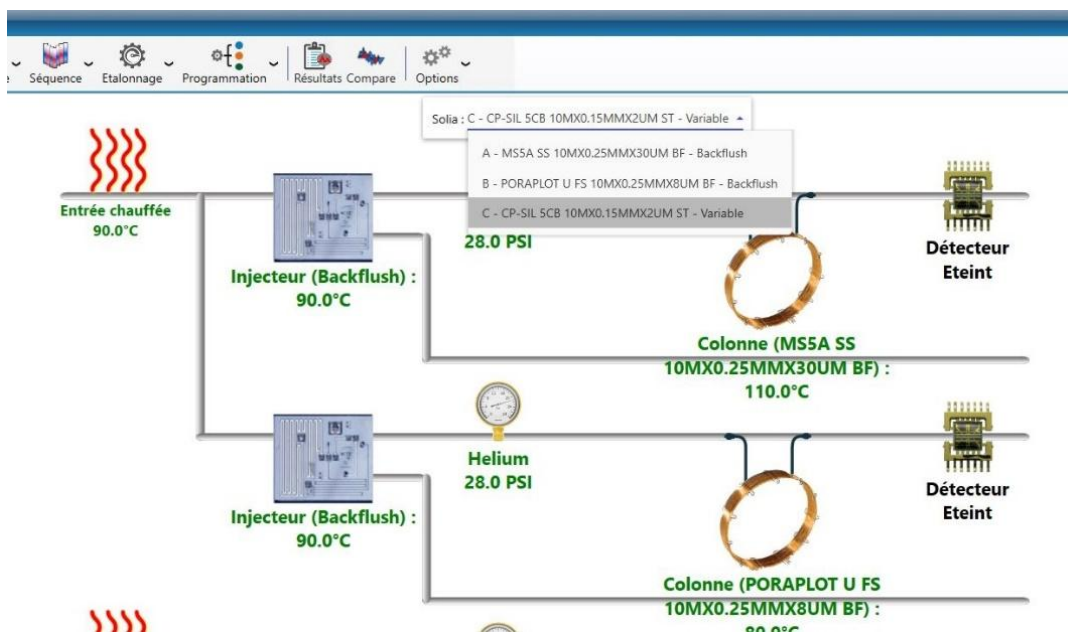 e
Séquence
Etalonnage
Programmation
Résultats
Compare
Options
Solia : C - CP-SIL 5CB 10MX0.15MMX2UM ST - Variable
A - MS5A SS 10MX0.25MMX30UM BF - Backflush
B - PORAPLOT U FS 10MX0.25MMX8UM BF - Backflush
C - CP-SIL 5CB 10MX0.15MMX2UM ST - Variable
Entrée chauffée
90.0°C
Injecteur (Backflush) :
90.0°C
28.0 PSI
Détecteur
Eteint
Colonne (MS5A SS
10MX0.25MMX30UM BF) :
110.0°C
Injecteur (Backflush) :
90.0°C
Helium
28.0 PSI
Détecteur
Eteint
Colonne (PORAPLOT U FS
10MX0.25MMX8UM BF) :
80.0°C